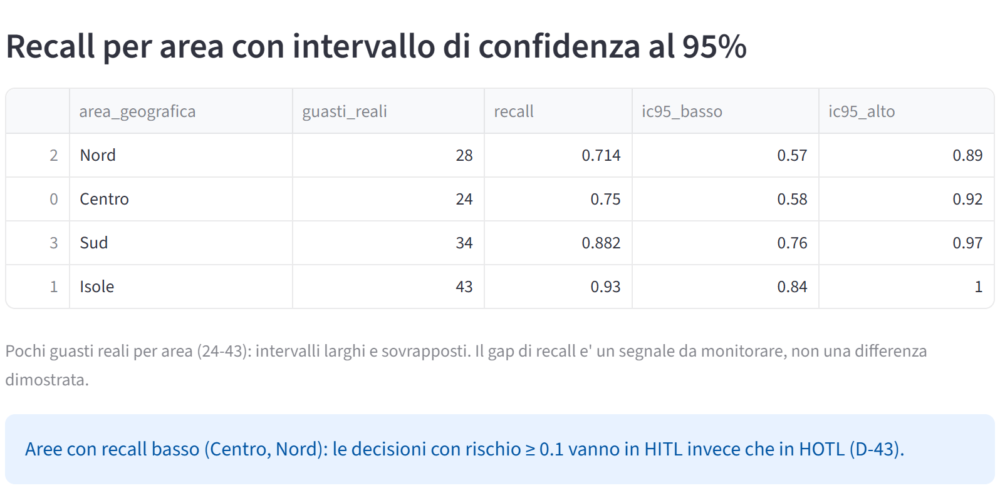 Recall per area con intervallo di confidenza al 95%
area_geografica guasti_reali recall ic95_basso ic95_alto
2 Nord 28 0.714 0.57 0.89
0 Centro 24 0.75 0.58 0.92
3 Sud 34 0.882 0.76 0.97
1 Isole 43 0.93 0.84 1
Pochi guasti reali per area (24-43): intervalli larghi e sovrapposti. Il gap di recall e' un segnale da monitorare, non una differenza
dimostrata.
Aree con recall basso (Centro, Nord): le decisioni con rischio ≥ 0.1 vanno in HITL invece che in HOTL (D-43).